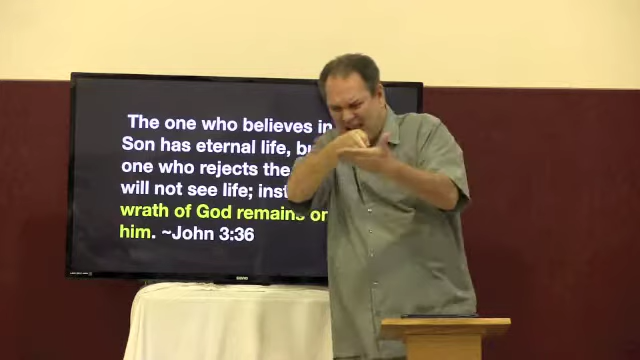 The one who believes in
Son has eternal life, bu
one who rejects the
will not see life; inst
wrath of God remains on
him. ~John 3:36